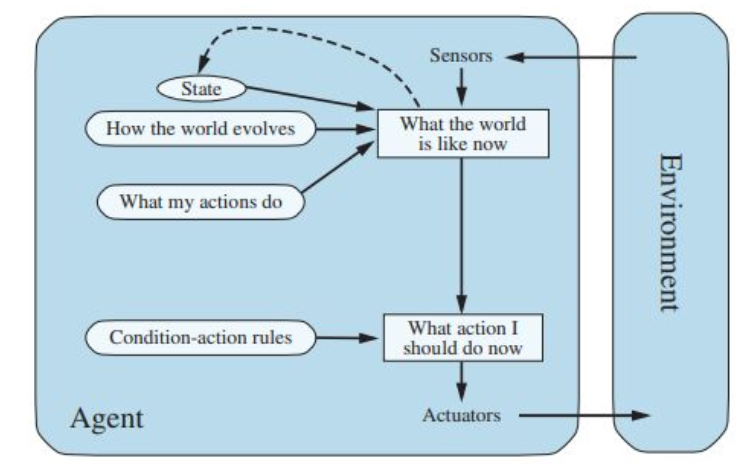 Sensors
State
How the world evolves
What the world
is like now
What my actions do
Environment
Condition-action rules
What action I
should do now
Agent
Actuators